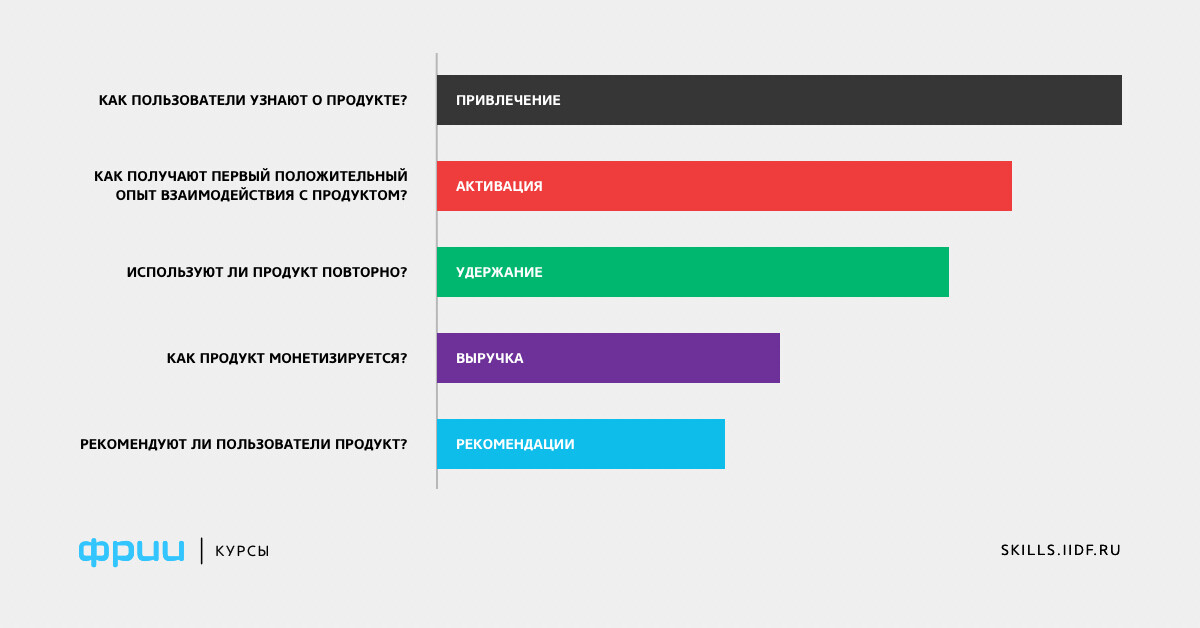 КАК ПОЛЬЗОВАТЕЛИ УЗНАЮТ О ПРОДУКТЕ?
ПРИВЛЕЧЕНИЕ
КАК ПОЛУЧАЮТ ПЕРВЫЙ ПОЛОЖИТЕЛЬНЫЙ
ОПЫТ ВЗАИМОДЕЙСТВИЯ С ПРОДУКТОМ?
АКТИВАЦИЯ
ИСПОЛЬЗУЮТ ЛИ ПРОДУКТ ПОВТОРНО?
УДЕРЖАНИЕ
КАК ПРОДУКТ МОНЕТИЗИРУЕТСЯ?
ВЫРУЧКА
РЕКОМЕНДУЮТ ЛИ ПОЛЬЗОВАТЕЛИ ПРОДУКТ?
РЕКОМЕНДАЦИИ
фрии | КУРСЫ
SKILLS.IIDF.RU